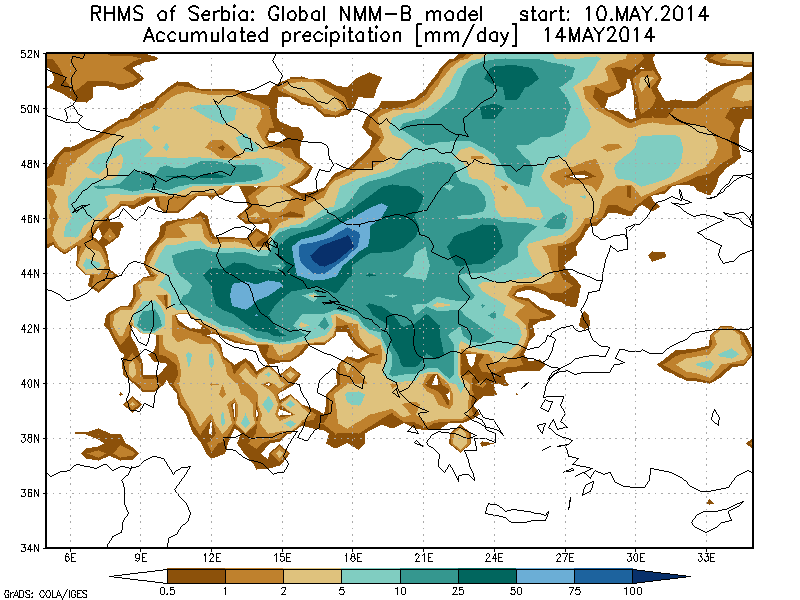 RHMS of Serbia: Global NMM-B model start: 10.MAY.2014
Accumulated precipitation [mm/day] 14MAY2014
52N
50N
48N
46N
44N
42N
40N
38N
36N
34N
6E 9E 12E 15E 18E 21E 24E 27E 30E 33E
0.5 1 2 5 10 25 50 75 100
GrADS: COLA/IGES